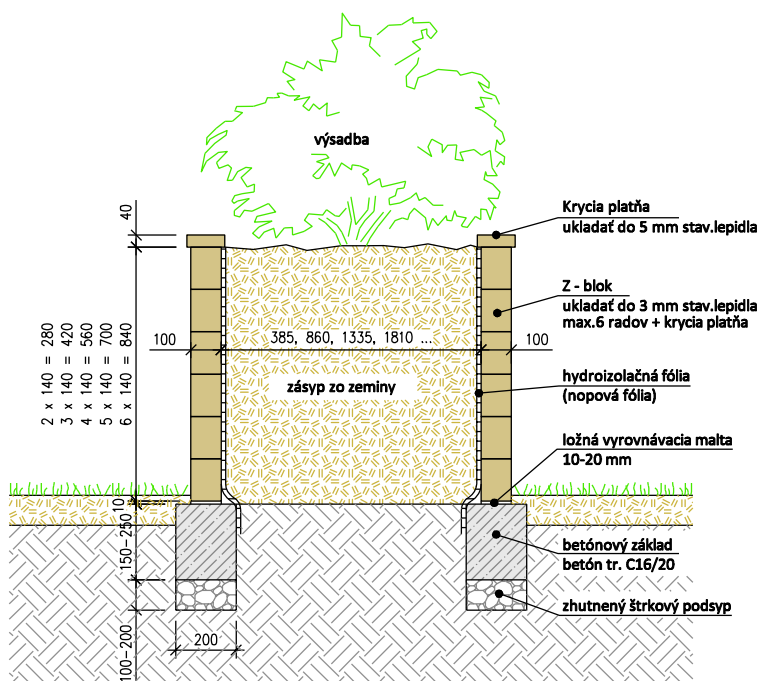 výsadba
40
Krycia platňa
ukladať do 5 mm stav.lepidla
Z - blok
ukladať do 3 mm stav.lepidla
max.6 radov + krycia platňa
100
385, 860, 1335, 1810 ...
100
2 x 140 = 280
3 x 140 = 420
4 x 140 = 560
5 x 140 = 700
6 x 140 = 840
zásyp zo zeminy
hydroizolačná fólia
(nopová fólia)
ložná vyrovnávacia malta
10-20 mm
10
150-250
betónový základ
betón tr. C16/20
zhutnený štrkový podsyp
200
100-200